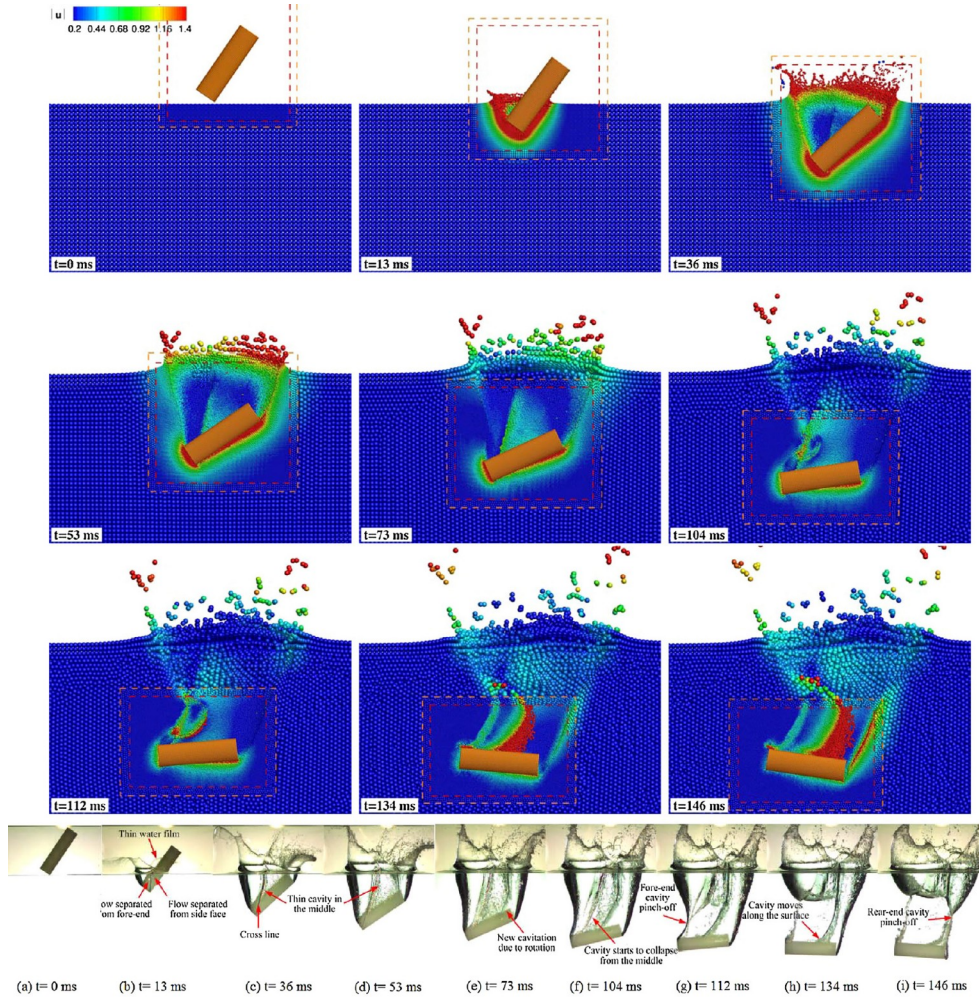 |u|
0.2 0.44 0.68 0.92 1.16 1.4
t=0 ms
t=13 ms
t=36 ms
t=53 ms
t=73 ms
t=104 ms
t=112 ms
t=134 ms
t=146 ms
Thin water film
ow separated
om fore-end
Flow separated
from side face
Cross line
Thin cavity in
the middle
New cavitation
due to rotation
Cavity starts to collapse
from the middle
Fore-end
cavity
pinch-off
Cavity moves
along the surface
Rear-end cavity
pinch-off
(a) t= 0 ms
(b) t= 13 ms
(c) t= 36 ms
(d) t= 53 ms
(e) t= 73 ms
(f) t= 104 ms
(g) t= 112 ms
(h) t= 134 ms
(i) t= 146 ms